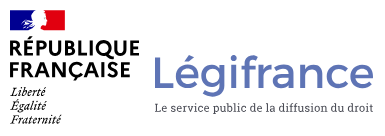 RÉPUBLIQUE
FRANÇAISE
Liberté
Égalité
Fraternité
Légifrance
Le service public de la diffusion du droit